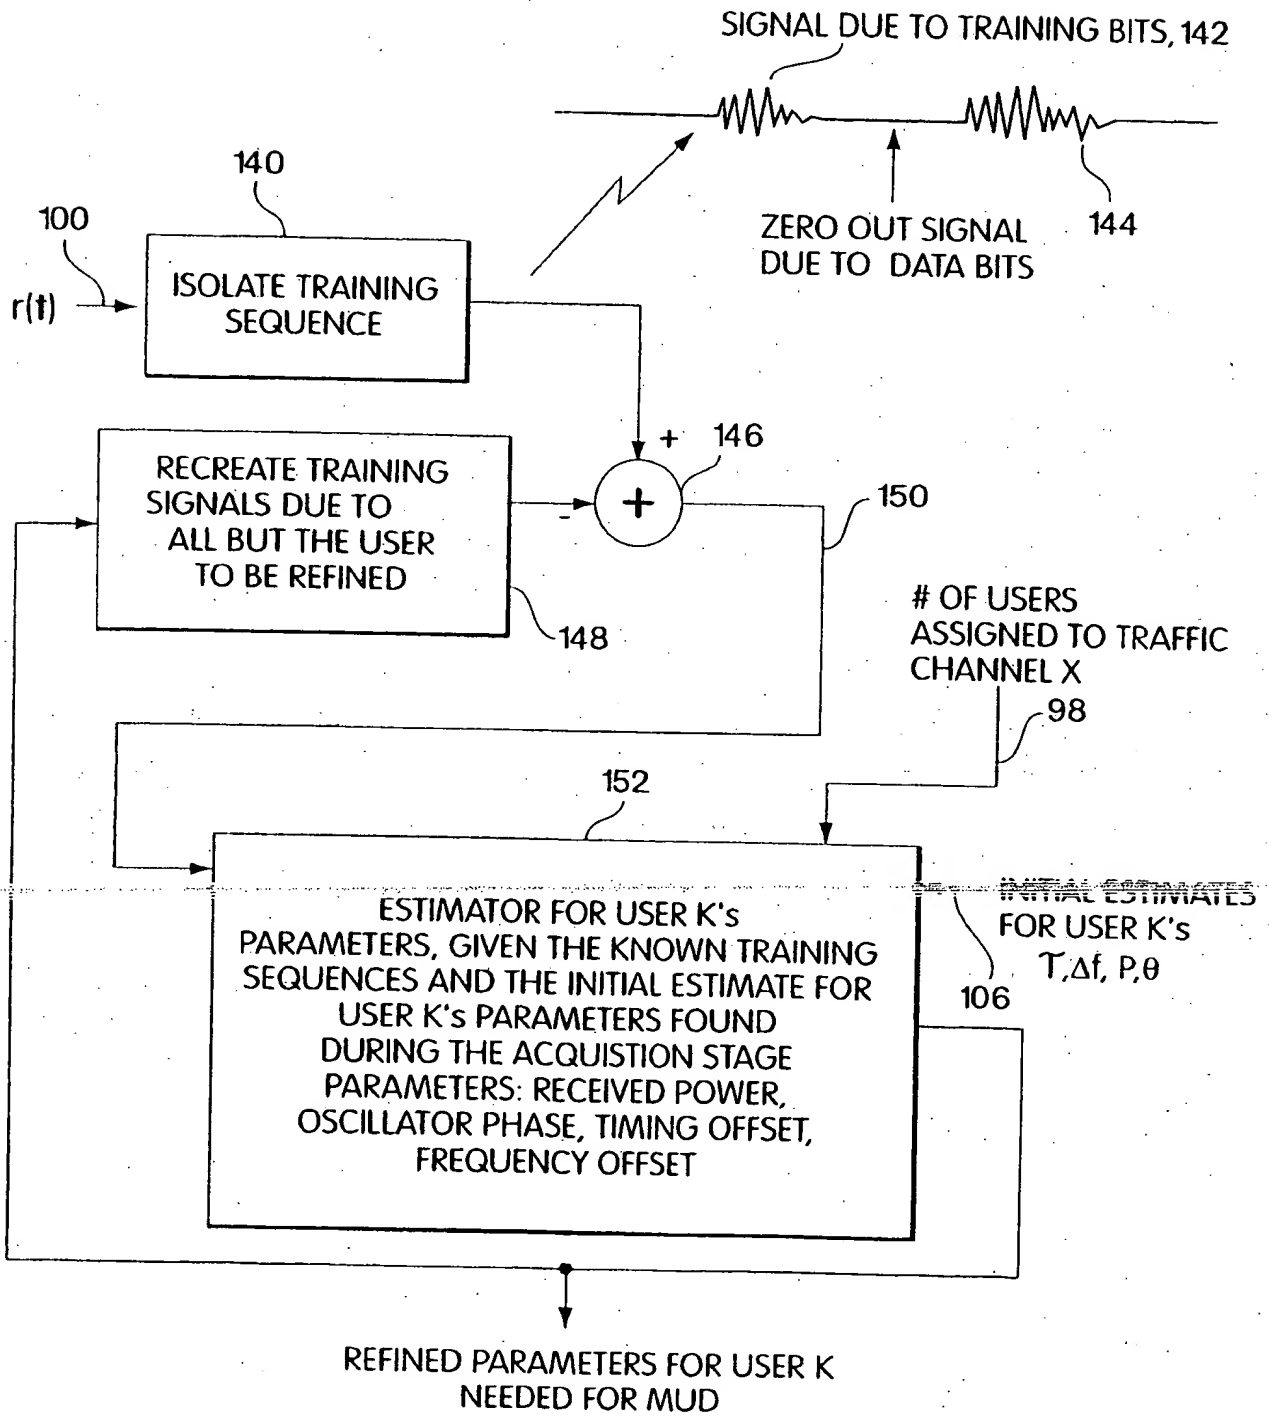 SIGNAL DUE TO TRAINING BITS, 142
140
100
r(t)
ISOLATE TRAINING
SEQUENCE
ZERO OUT SIGNAL
DUE TO DATA BITS
144
+
146
RECREATE TRAINING
SIGNALS DUE TO
ALL BUT THE USER
TO BE REFINED
-
+
150
148
# OF USERS
ASSIGNED TO TRAFFIC
CHANNEL X
98
152
INITIAL ESTIMATES
FOR USER K's
τ,Δf, P,θ
106
ESTIMATOR FOR USER K's
PARAMETERS, GIVEN THE KNOWN TRAINING
SEQUENCES AND THE INITIAL ESTIMATE FOR
USER K's PARAMETERS FOUND
DURING THE ACQUISTION STAGE
PARAMETERS: RECEIVED POWER,
OSCILLATOR PHASE, TIMING OFFSET,
FREQUENCY OFFSET
REFINED PARAMETERS FOR USER K
NEEDED FOR MUD